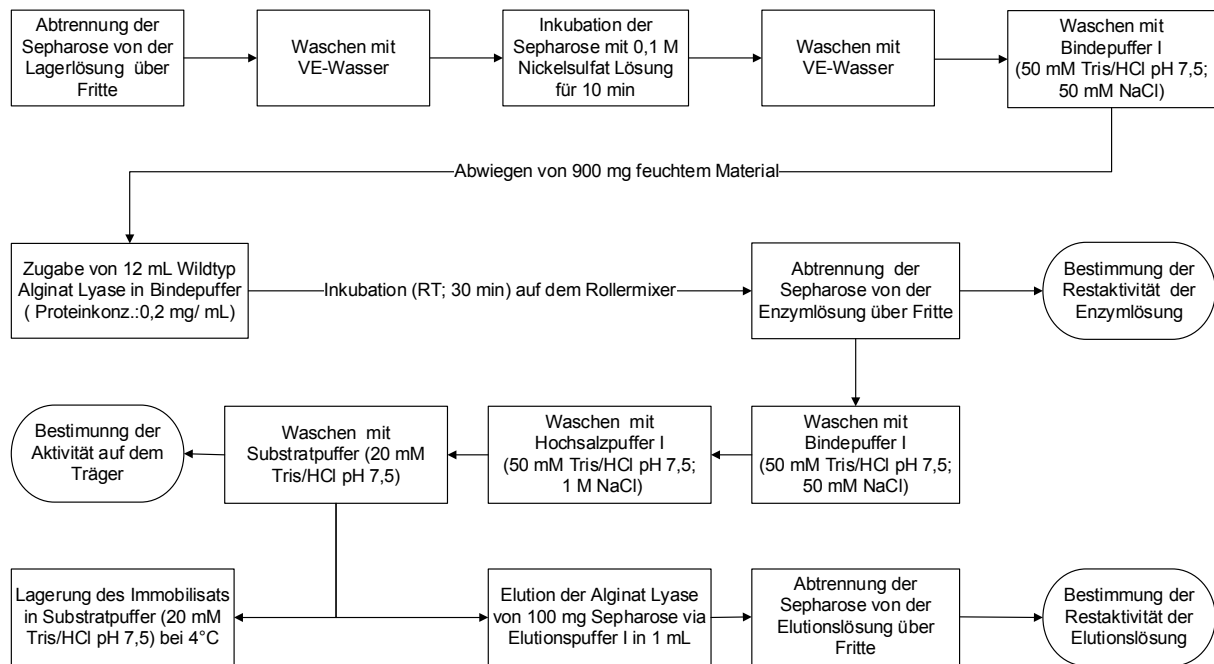 Abtrennung der
Sepharose von der
Lagerlösung über
Fritte
Waschen mit
VE-Wasser
Inkubation der
Sepharose mit 0,1 M
Nickelsulfat Lösung
für 10 min
Waschen mit
VE-Wasser
Waschen mit
Bindepuffer I
(50 mM Tris/HCl pH 7,5;
50 mM NaCl)
Abwiegen von 900 mg feuchtem Material
Zugabe von 12 mL Wildtyp
Alginat Lyase in Bindepuffer
( Proteinkonz.:0,2 mg/ mL)
Inkubation (RT; 30 min) auf dem Rollermixer
Abtrennung der
Sepharose von der
Enzymlösung über Fritte
Bestimmung der
Restaktivität der
Enzymlösung
Bestimunng der
Aktivität auf dem
Träger
Waschen mit
Substratpuffer (20 mM
Tris/HCl pH 7,5)
Waschen mit
Hochsalzpuffer I
(50 mM Tris/HCl pH 7,5;
1 M NaCl)
Waschen mit
Bindepuffer I
(50 mM Tris/HCl pH 7,5;
50 mM NaCl)
Lagerung des Immobilisats
in Substratpuffer (20 mM
Tris/HCl pH 7,5) bei 4°C
Elution der Alginat Lyase
von 100 mg Sepharose via
Elutionspuffer I in 1 mL
Abtrennung der
Sepharose von der
Elutionslösung über
Fritte
Bestimmung der
Restaktivität der
Elutionslösung